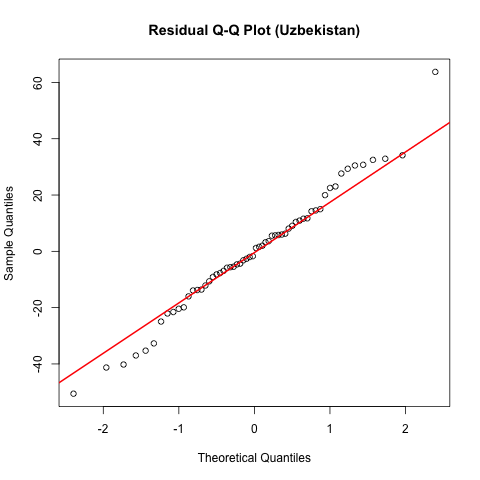 Residual Q-Q Plot (Uzbekistan)
60
40
20
0
-20
-40
Sample Quantiles
-2 -1 0 1 2
Theoretical Quantiles